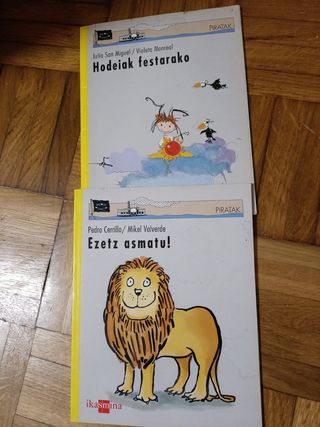 PIRATAK
Julia San Miguel / Violeta Monreal
Hodeiak festarako
PIRATAK
Pedro Cerrillo / Mikel Valverde
Ezetz asmatu!
ikasmina